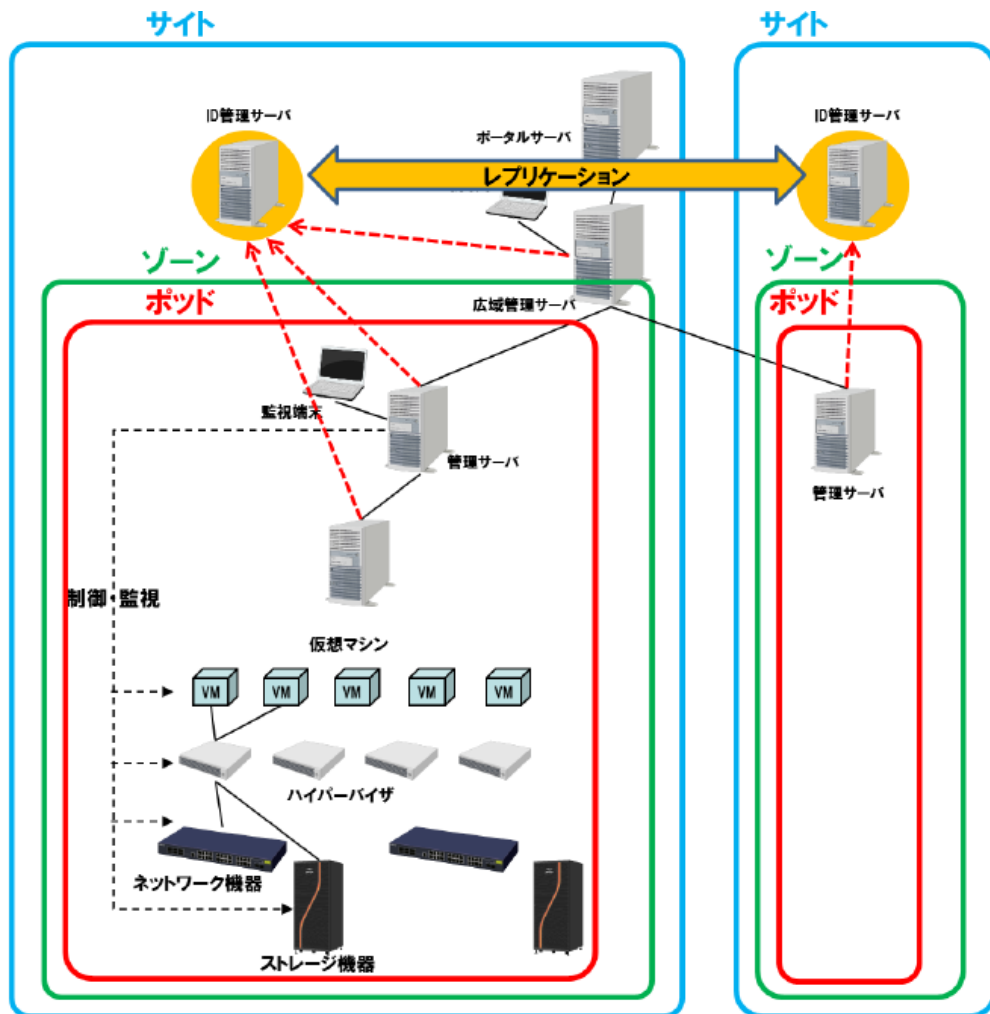 サイト
サイト
ID管理サーバ
ポータルサーバ
ID管理サーバ
レプリケーション
ゾーン
ゾーン
ポッド
広域管理サーバ
ポッド
監視端末
管理サーバ
管理サーバ
制御・監視
仮想マシン
VM
VM
VM
VM
VM
ハイパーバイザ
ネットワーク機器
ストレージ機器